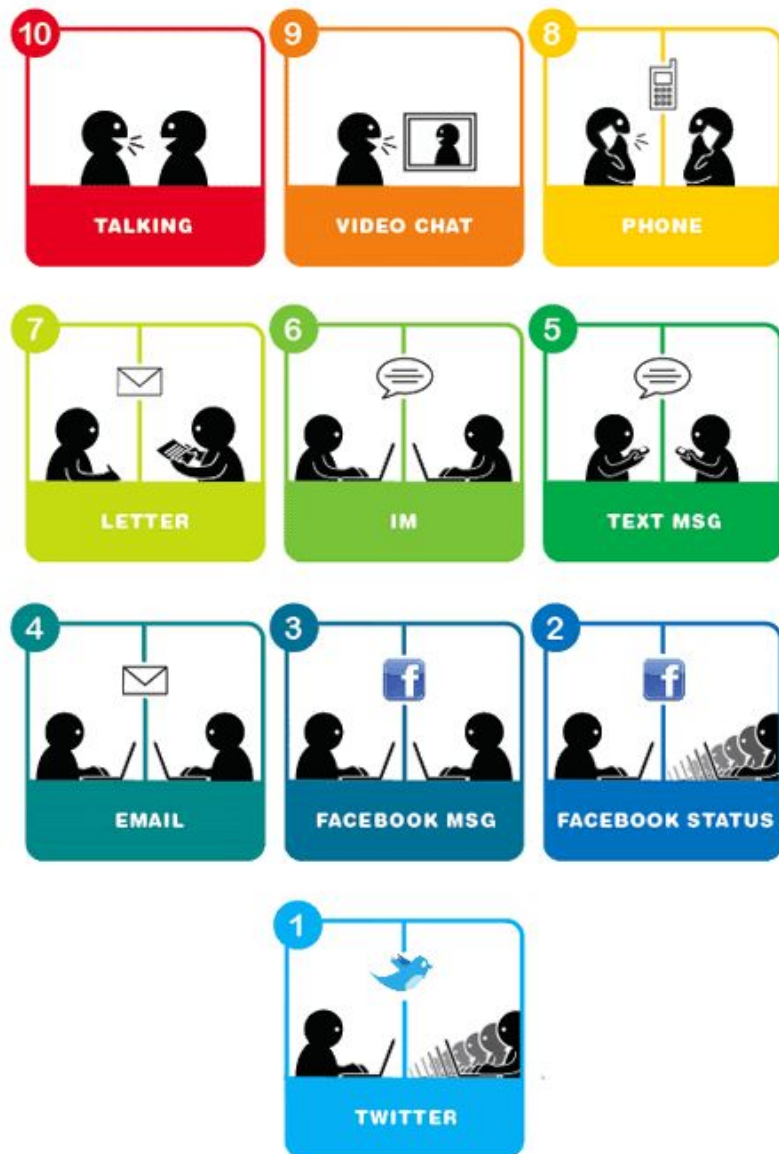 10
TALKING
9
VIDEO CHAT
8
PHONE
7
LETTER
6
IM
5
TEXT MSG
4
EMAIL
3
FACEBOOK MSG
2
FACEBOOK STATUS
1
TWITTER